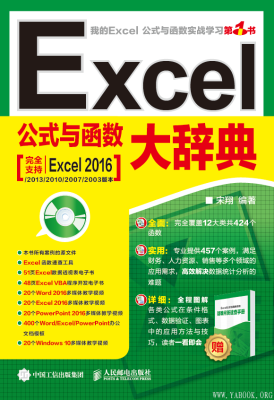 我的Excel 公式与函数实战学习第1书
Excel
公式与函数
大辞典
完全
支持
Excel 2016
/2013/2010/2007/2003版本
宋翔 编著
全面：完全覆盖12大类共424个
函数
实用：专业提供457个案例，满足
财务、人力资源、销售等多个领域的
应用需求，高效解决数据统计分析的
难题
详细：全程图解
各类公式在条件格
式、数据验证、图表
中的应用方法与技
巧，读者一看即会
赠
本书所有案例的源文件
Excel 函数速查工具
51页Excel数据透视表电子书
48页Excel VBA程序开发电子书
20个Word 2016多媒体教学视频
20个Excel 2016多媒体教学视频
20个PowerPoint 2016多媒体教学视频
400个Word/Excel/PowerPoint办公
文档模板
20个Windows 10多媒体教学视频
中国工信出版集团
人民邮电出版社
WWW.YABOOK.ORG